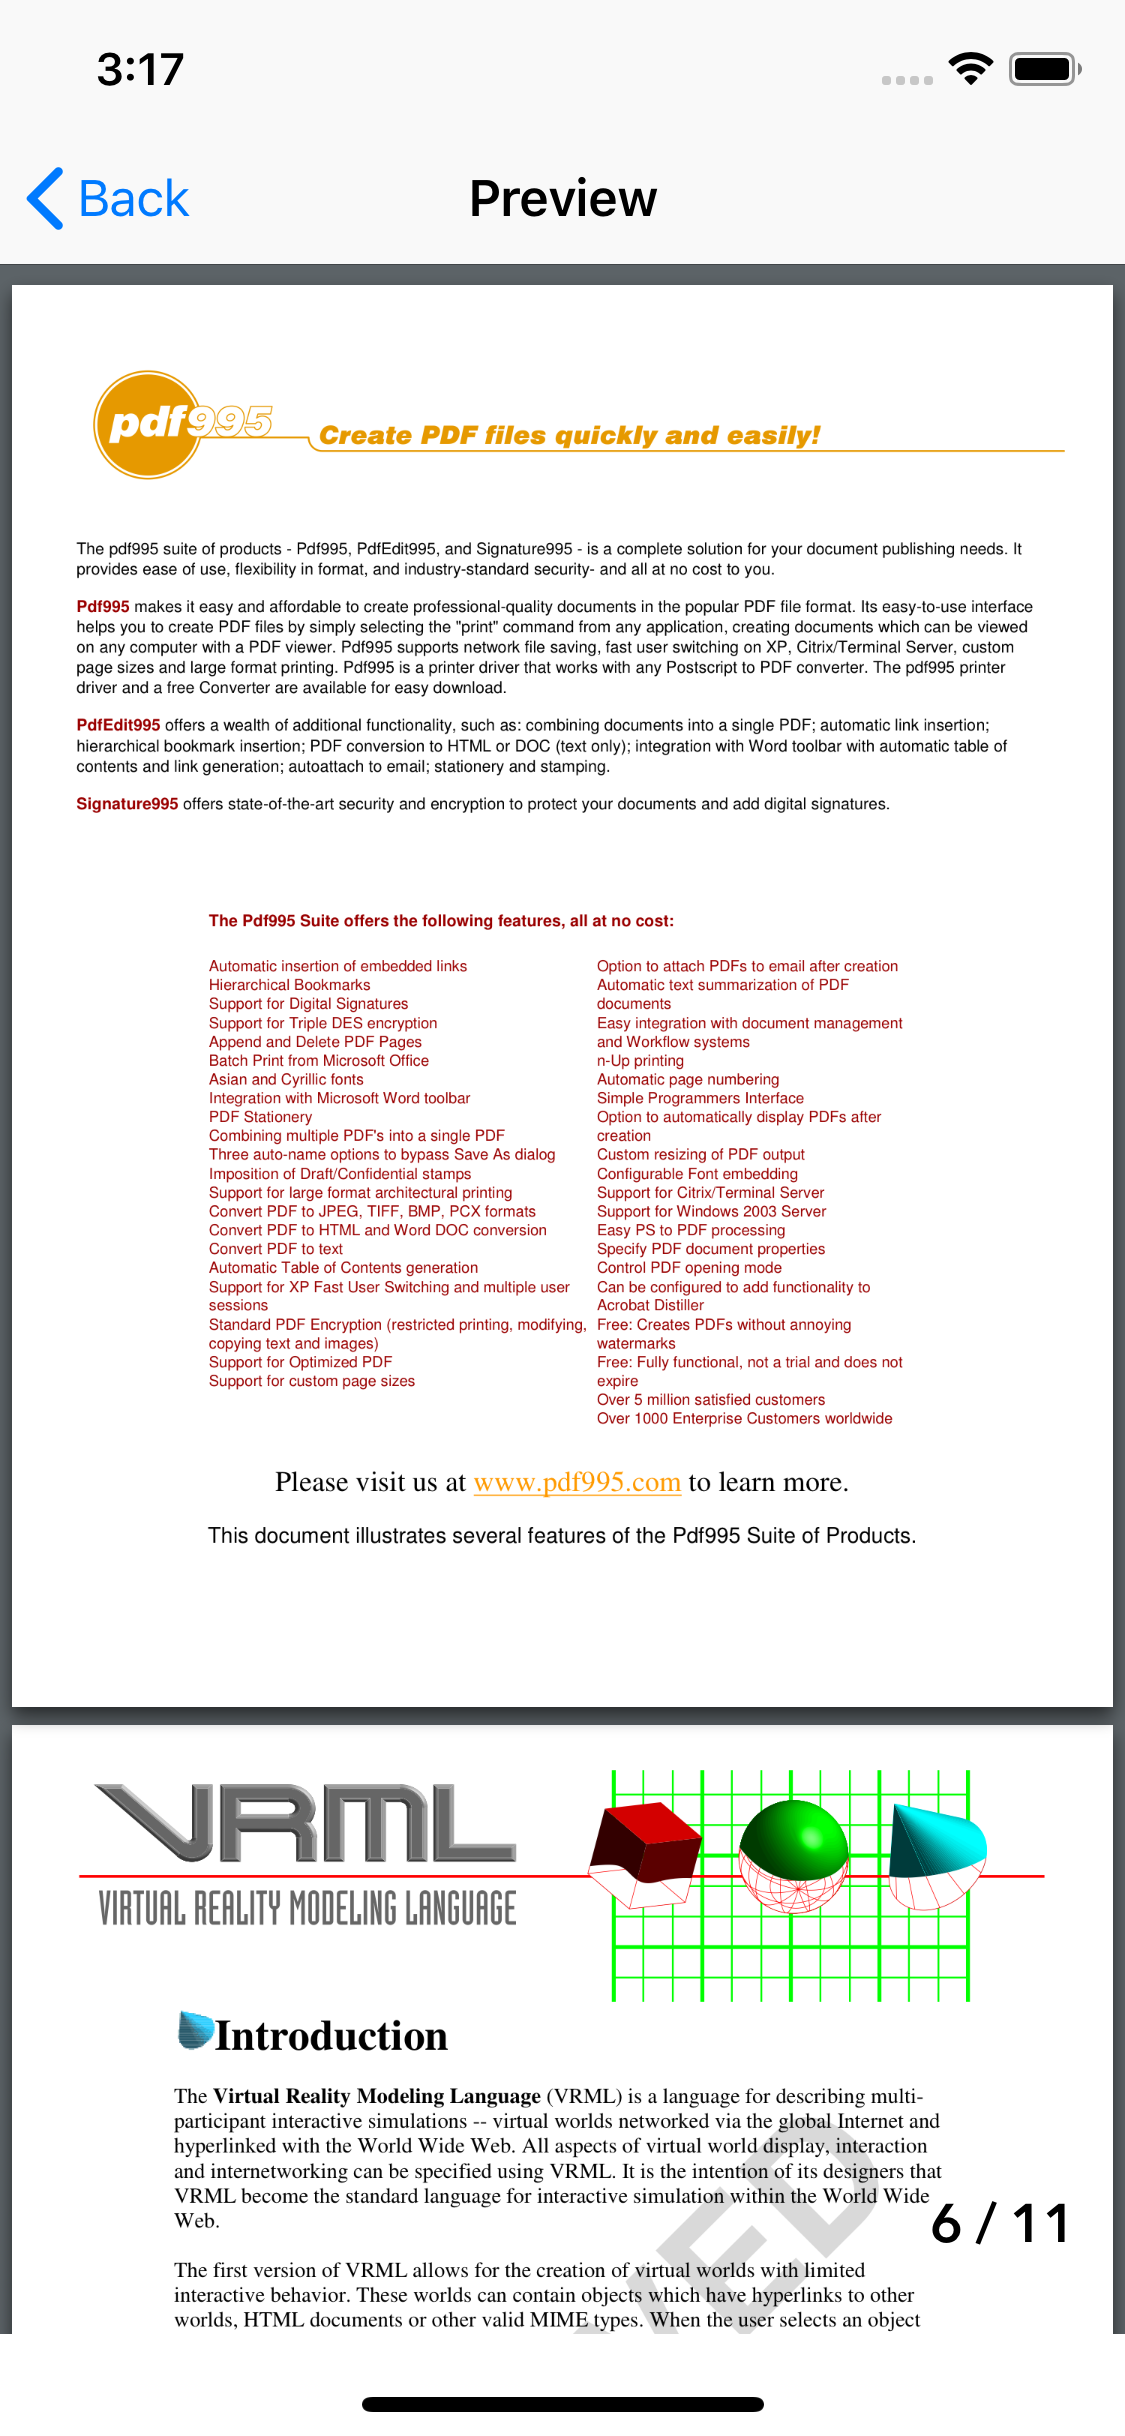 3:17
Back
Preview
pdf995
Create PDF files quickly and easily!
The pdf995 suite of products - Pdf995, PdfEdit995, and Signature995 - is a complete solution for your document publishing needs. It
provides ease of use, flexibility in format, and industry-standard security- and all at no cost to you.
Pdf995 makes it easy and affordable to create professional-quality documents in the popular PDF file format. Its easy-to-use interface
helps you to create PDF files by simply selecting the "print" command from any application, creating documents which can be viewed
on any computer with a PDF viewer. Pdf995 supports network file saving, fast user switching on XP, Citrix/Terminal Server, custom
page sizes and large format printing. Pdf995 is a printer driver that works with any Postscript to PDF converter. The pdf995 printer
driver and a free Converter are available for easy download.
PdfEdit995 offers a wealth of additional functionality, such as: combining documents into a single PDF; automatic link insertion;
hierarchical bookmark insertion; PDF conversion to HTML or DOC (text only); integration with Word toolbar with automatic table of
contents and link generation; autoattach to email; stationery and stamping.
Signature995 offers state-of-the-art security and encryption to protect your documents and add digital signatures.
The Pdf995 Suite offers the following features, all at no cost:
Automatic insertion of embedded links
Hierarchical Bookmarks
Support for Digital Signatures
Support for Triple DES encryption
Append and Delete PDF Pages
Batch Print from Microsoft Office
Asian and Cyrillic fonts
Integration with Microsoft Word toolbar
PDF Stationery
Combining multiple PDF's into a single PDF
Three auto-name options to bypass Save As dialog
Imposition of Draft/Confidential stamps
Support for large format architectural printing
Convert PDF to JPEG, TIFF, BMP, PCX formats
Convert PDF to HTML and Word DOC conversion
Convert PDF to text
Automatic Table of Contents generation
Support for XP Fast User Switching and multiple user
sessions
Standard PDF Encryption (restricted printing, modifying,
copying text and images)
Support for Optimized PDF
Support for custom page sizes
Option to attach PDFs to email after creation
Automatic text summarization of PDF
documents
Easy integration with document management
and Workflow systems
n-Up printing
Automatic page numbering
Simple Programmers Interface
Option to automatically display PDFs after
creation
Custom resizing of PDF output
Configurable Font embedding
Support for Citrix/Terminal Server
Support for Windows 2003 Server
Easy PS to PDF processing
Specify PDF document properties
Control PDF opening mode
Can be configured to add functionality to
Acrobat Distiller
Free: Creates PDFs without annoying
watermarks
Free: Fully functional, not a trial and does not
expire
Over 5 million satisfied customers
Over 1000 Enterprise Customers worldwide
Please visit us at www.pdf995.com to learn more.
This document illustrates several features of the Pdf995 Suite of Products.
VRML
VIRTUAL REALITY MODELING LANGUAGE
Introduction
The Virtual Reality Modeling Language (VRML) is a language for describing multi-
participant interactive simulations -- virtual worlds networked via the global Internet and
hyperlinked with the World Wide Web. All aspects of virtual world display, interaction
and internetworking can be specified using VRML. It is the intention of its designers that
VRML become the standard language for interactive simulation within the World Wide
Web.
6 / 11
The first version of VRML allows for the creation of virtual worlds with limited
interactive behavior. These worlds can contain objects which have hyperlinks to other
worlds, HTML documents or other valid MIME types. When the user selects an object
VED